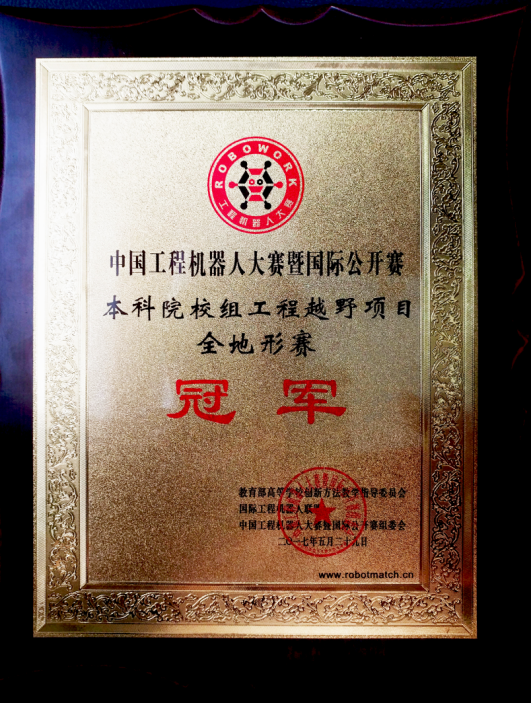 ROBOWORK
工程机器人大赛
中国工程机器人大赛暨国际公开赛
本科院校组工程越野项目
全地形赛
冠军
教育部高等学校创新方法教学指导委员会
国际工程机器人联盟
中国工程机器人大赛暨国际公开赛组委会
二〇一七年五月二十九日
www.robotmatch.cn